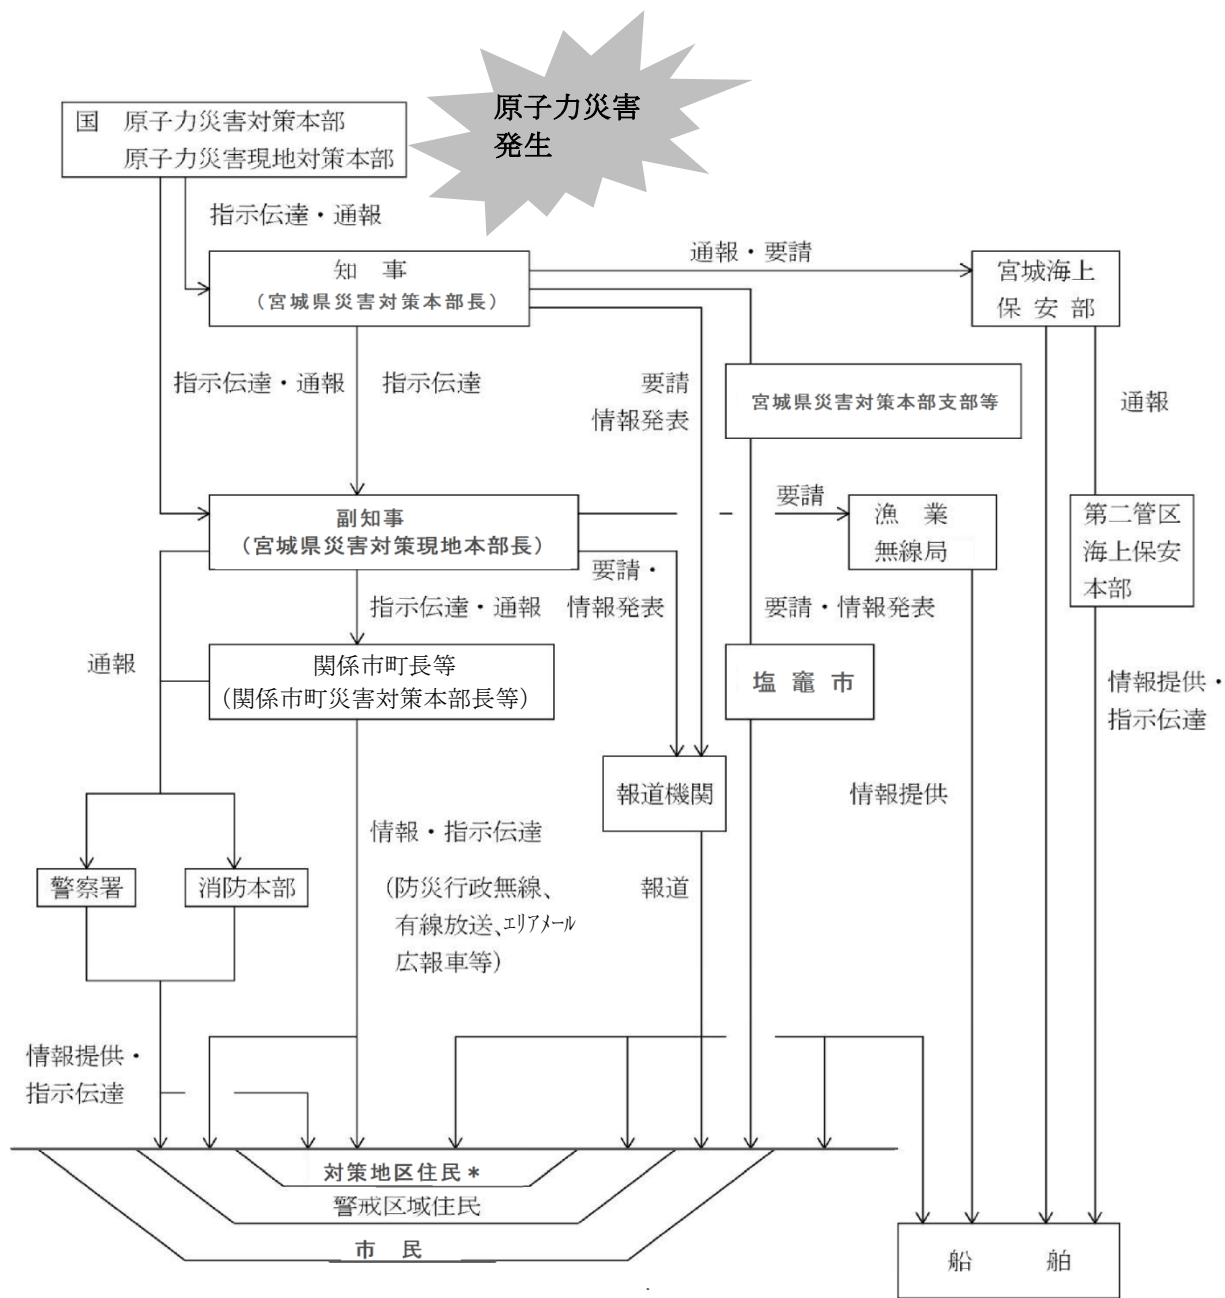 原子力災害
発生
国 原子力災害対策本部
原子力災害現地対策本部
指示伝達・通報
通報・要請
知 事
（宮城県災害対策本部長）
宮城海上
保 安 部
指示伝達・通報
指示伝達
要請
情報発表
宮城県災害対策本部支部等
通報
副知事
（宮城県災害対策現地本部長）
要請
漁 業
無線局
第二管区
海上保安
本部
要請・
情報発表
指示伝達・通報
要請・情報発表
通報
関係市町長等
（関係市町災害対策本部長等）
塩 竈 市
情報提供・
指示伝達
報道機関
情報提供
情報・指示伝達
警察署
消防本部
（防災行政無線、
有線放送、エリアメール
広報車等）
報道
情報提供・
指示伝達
対策地区住民＊
警戒区域住民
市 民
船 舶